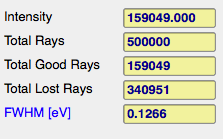 Intensity 159049.000
Total Rays 500000
Total Good Rays 159049
Total Lost Rays 340951
FWHM [eV] 0.1266